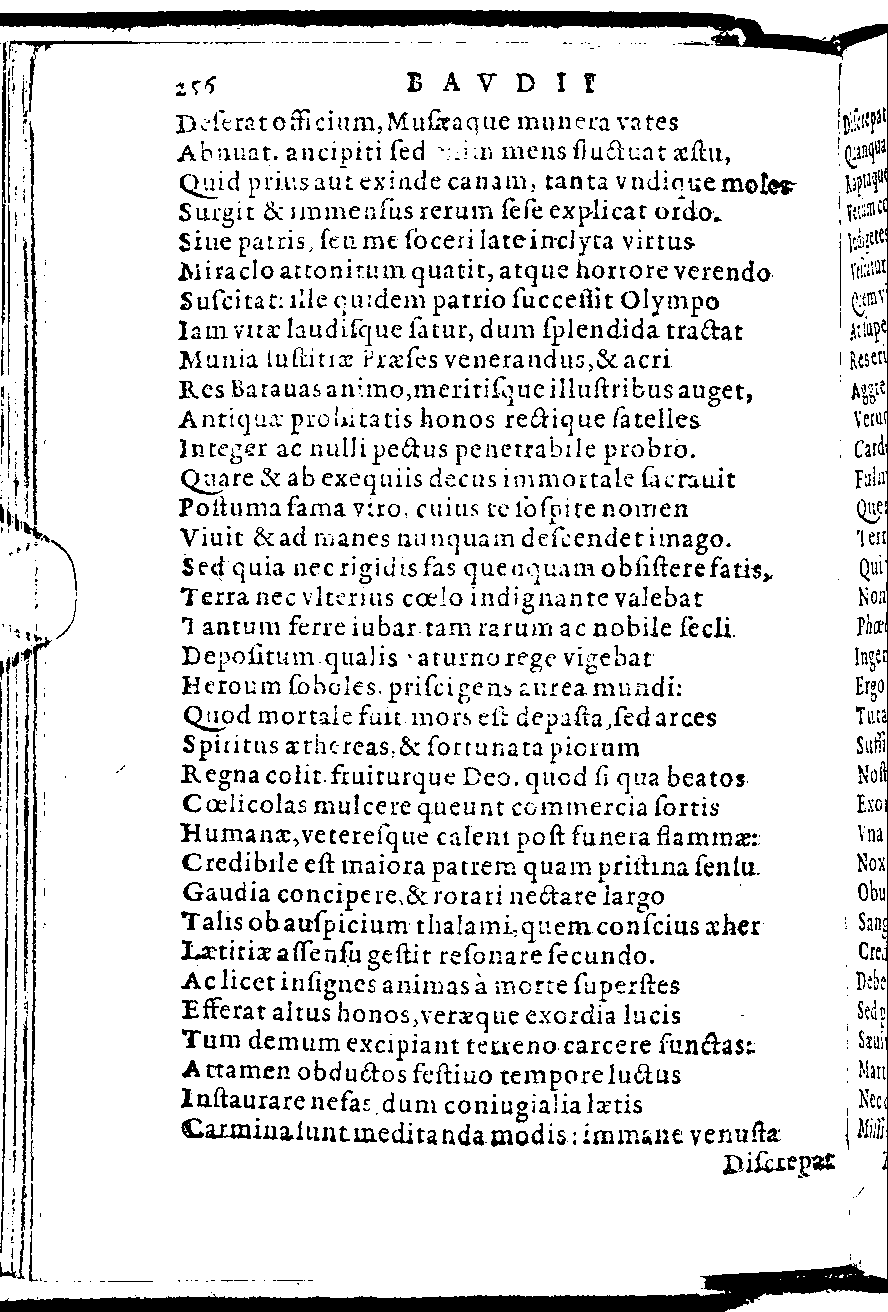 256 BAVDII
Deſerat officium, Muſæaque munera vates
Abnuat. ancipiti ſed mens fluctuat æſtu,
Quid prius aut exinde canam, tanta vndique moles
Surgit & immenſus rerum ſeſe explicat ordo.
Siue patris, ſeu me ſoceri late inclyta virtus
Miraclo attonitum quatit, atque horrore verendo
Suſcitat: ille quidem patrio ſucceſſit Olympo
Iam vitæ laudiſque ſatur, dum ſplendida tractat
Munia Iuſtitiæ Præſes venerandus, & acri
Res Batauas animo, meritiſque illuſtribus auget,
Antiquæ probitatis honos rectique ſatelles
Integer ac nulli pectus penetrabile probro.
Quare & ab exequiis decus immortale ſacrauit
Poſtuma fama viro, cuius te ſoſpite nomen
Viuit & ad manes nunquam deſcendet imago.
Sed quia nec rigidis fas quenquam obſiſtere fatis,
Terra nec vlterius cœlo indignante valebat
Tantum ferre iubar tam rarum ac nobile ſecli
Depoſitum qualis aturno rege vigebat
Heroum ſoboles, priſci gens aurea mundi:
Quod mortale fuit mors eſt depaſta, ſed arces
Spiritus æthereas, & fortunata piorum
Regna colit fruiturque Deo. quod ſi qua beatos
Cœlicolas mulcere queunt commercia ſortis
Humanæ, vetereſque calent poſt funera flammæ:
Credibile eſt maiora patrem quam priſtina ſenſu
Gaudia concipere, & rorari nectare largo
Talis ob auſpicium thalami, quem conſcius æher
Lætitiæ aſſenſu geſtit reſonare ſecundo.
Ac licet inſignes animas à morte ſuperſtes
Efferat altus honos, veræque exordia lucis
Tum demum excipiant terreno carcere functas:
Attamen obductos feſtiuo tempore luctus
Inſtaurare nefas, dum coniugialia lætis
Carmina ſunt meditanda modis: immane venuſta
Diſcrepat